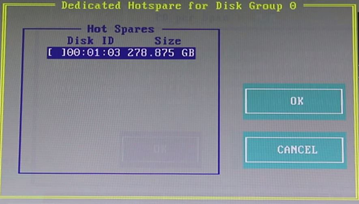 Dedicated Hotspare for Disk Group 0
Hot Spares
Disk ID Size
[ ]00:01:03 278.875 GB
OK
CANCEL